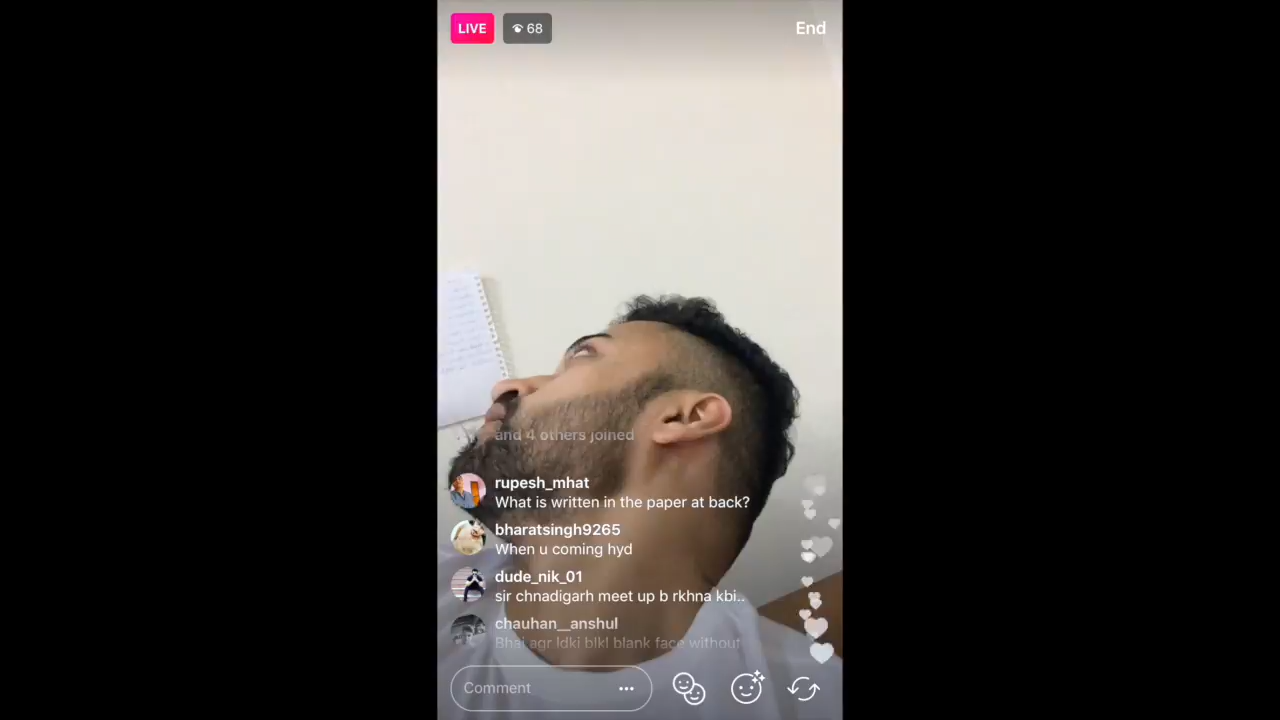 LIVE
68
End
and 4 others joined
rupesh_mhat
What is written in the paper at back?
bharatsingh9265
When u coming hyd
dude_nik_01
sir chnadigarh meet up b rkhna kbi..
chauhan__anshul
Bhai agr ldki blkl blank face without
Comment